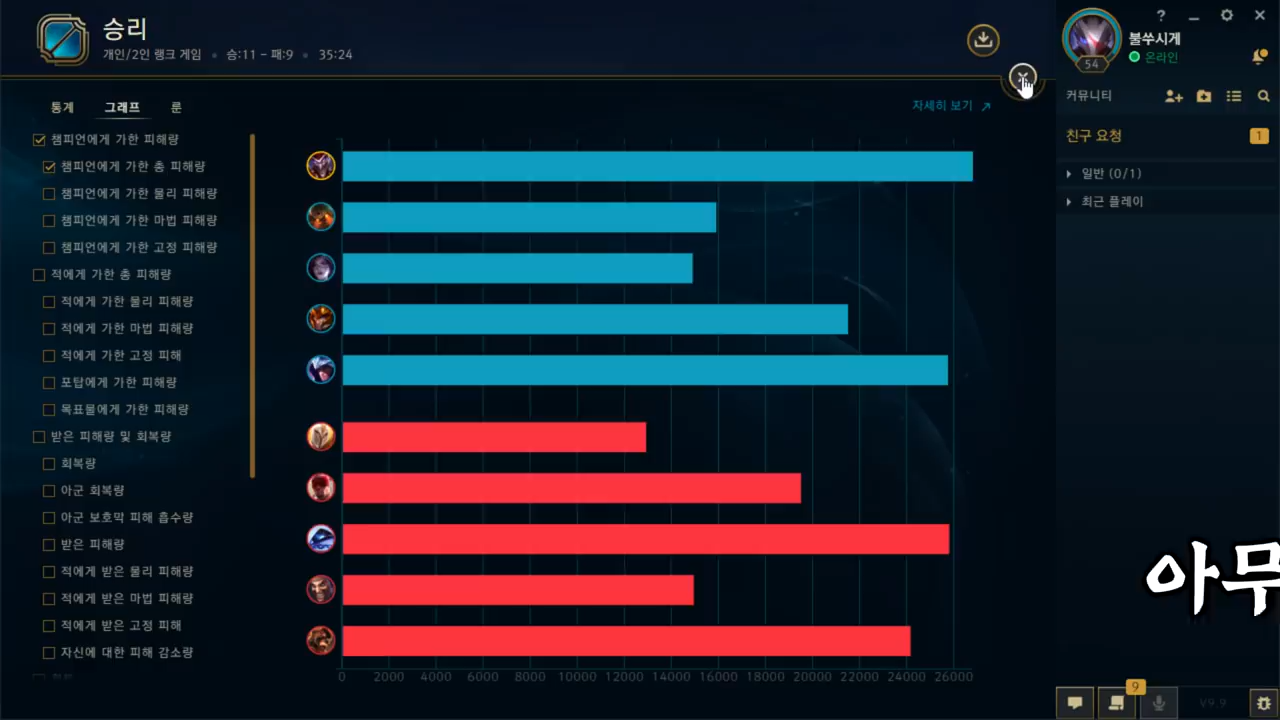 승리
개인/2인 랭크 게임 • 승:11 – 패:9 • 35:24
?
불쑤시게
54
온라인
통계 그래프 룬
자세히 보기
커뮤니티
친구 요청 1
일반 (0/1)
최근 플레이
챔피언에게 가한 피해량
챔피언에게 가한 총 피해량
챔피언에게 가한 물리 피해량
챔피언에게 가한 마법 피해량
챔피언에게 가한 고정 피해량
적에게 가한 총 피해량
적에게 가한 물리 피해량
적에게 가한 마법 피해량
적에게 가한 고정 피해
포탑에게 가한 피해량
목표물에게 가한 피해량
받은 피해량 및 회복량
회복량
아군 회복량
아군 보호막 피해 흡수량
받은 피해량
적에게 받은 물리 피해량
적에게 받은 마법 피해량
적에게 받은 고정 피해
자신에 대한 피해 감소량
0 2000 4000 6000 8000 10000 12000 14000 16000 18000 20000 22000 24000 26000
아무
9
V9.9